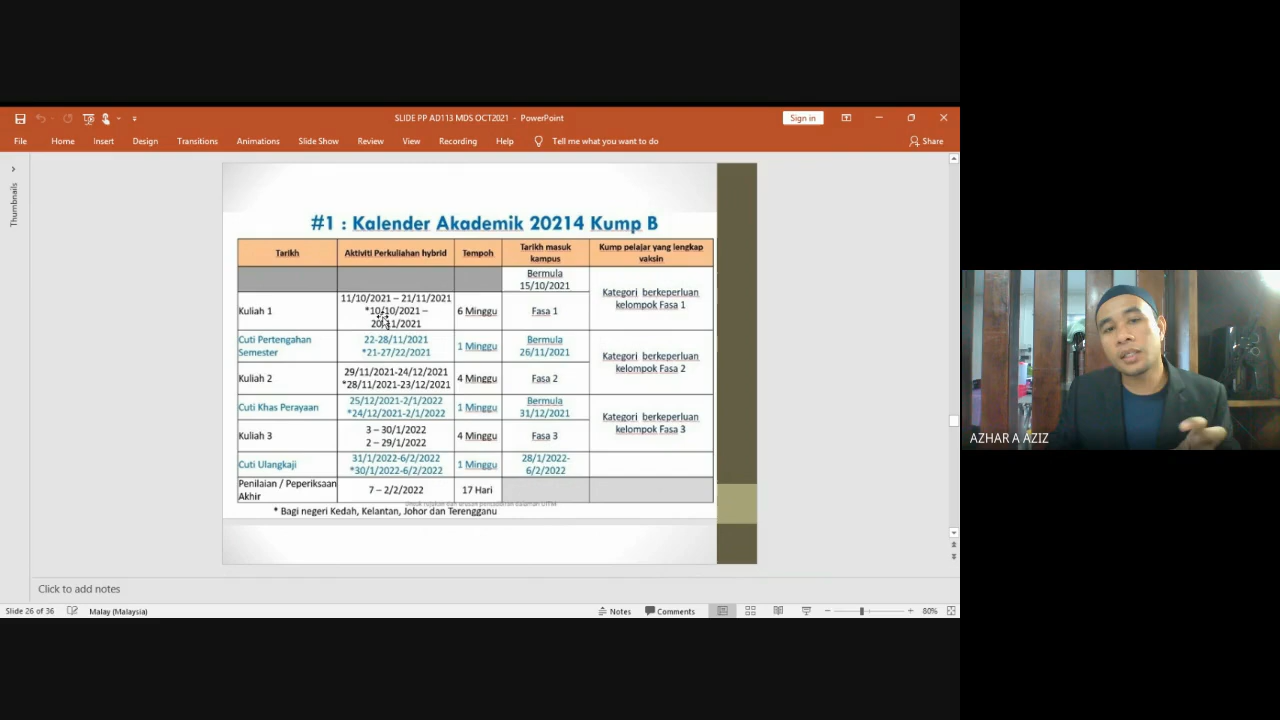 SLIDE PP AD113 MDS OCT2021 - PowerPoint
Sign in
File Home Insert Design Transitions Animations Slide Show Review View Recording Help Tell me what you want to do
Share
Thumbnails
#1 : Kalender Akademik 20214 Kump B
Tarikh Aktiviti Perkuliahan hybrid Tempoh Tarikh masuk kampus Kump pelajar yang lengkap vaksin
Bermula
15/10/2021
Kategori berkeperluan
kelompok Fasa 1
Kuliah 1 11/10/2021 – 21/11/2021 6 Minggu Fasa 1
*10/10/2021 –
20/11/2021
Cuti Pertengahan Semester 22-28/11/2021 1 Minggu Bermula
*21-27/22/2021 26/11/2021
Kategori berkeperluan
kelompok Fasa 2
Kuliah 2 29/11/2021-24/12/2021 4 Minggu Fasa 2
*28/11/2021-23/12/2021
Cuti Khas Perayaan 25/12/2021-2/1/2022 1 Minggu Bermula
*24/12/2021-2/1/2022 31/12/2021
Kategori berkeperluan
kelompok Fasa 3
Kuliah 3 3 – 30/1/2022 4 Minggu Fasa 3
2 – 29/1/2022
Cuti Ulangkaji 31/1/2022-6/2/2022 1 Minggu 28/1/2022-
*30/1/2022-6/2/2022 6/2/2022
Penilaian / Peperiksaan Akhir 7 – 2/2/2022 17 Hari
* Bagi negeri Kedah, Kelantan, Johor dan Terengganu
Click to add notes
Slide 26 of 36 Malay (Malaysia) Notes Comments 80%
AZHAR A AZIZ